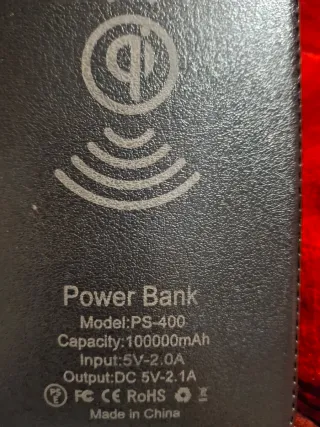 qi
Power Bank
Model:PS-400
Capacity:100000mAh
Input:5V-2.0A
Output:DC 5V-2.1A
FC CE RoHS
Made in China